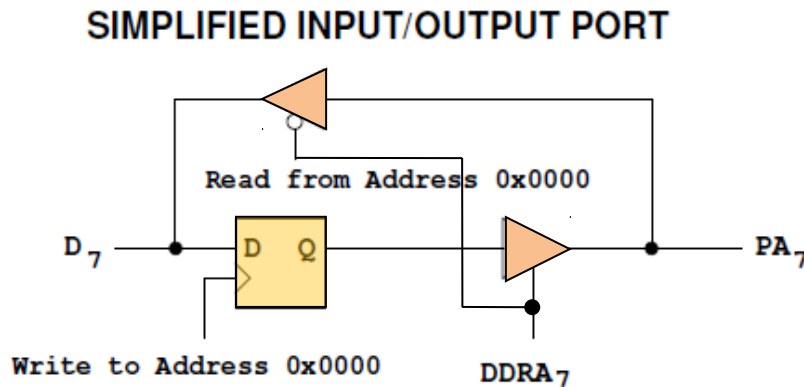 SIMPLIFIED INPUT/OUTPUT PORT
Read from Address 0x0000
D7
D Q
PA7
Write to Address 0x0000
DDRA7